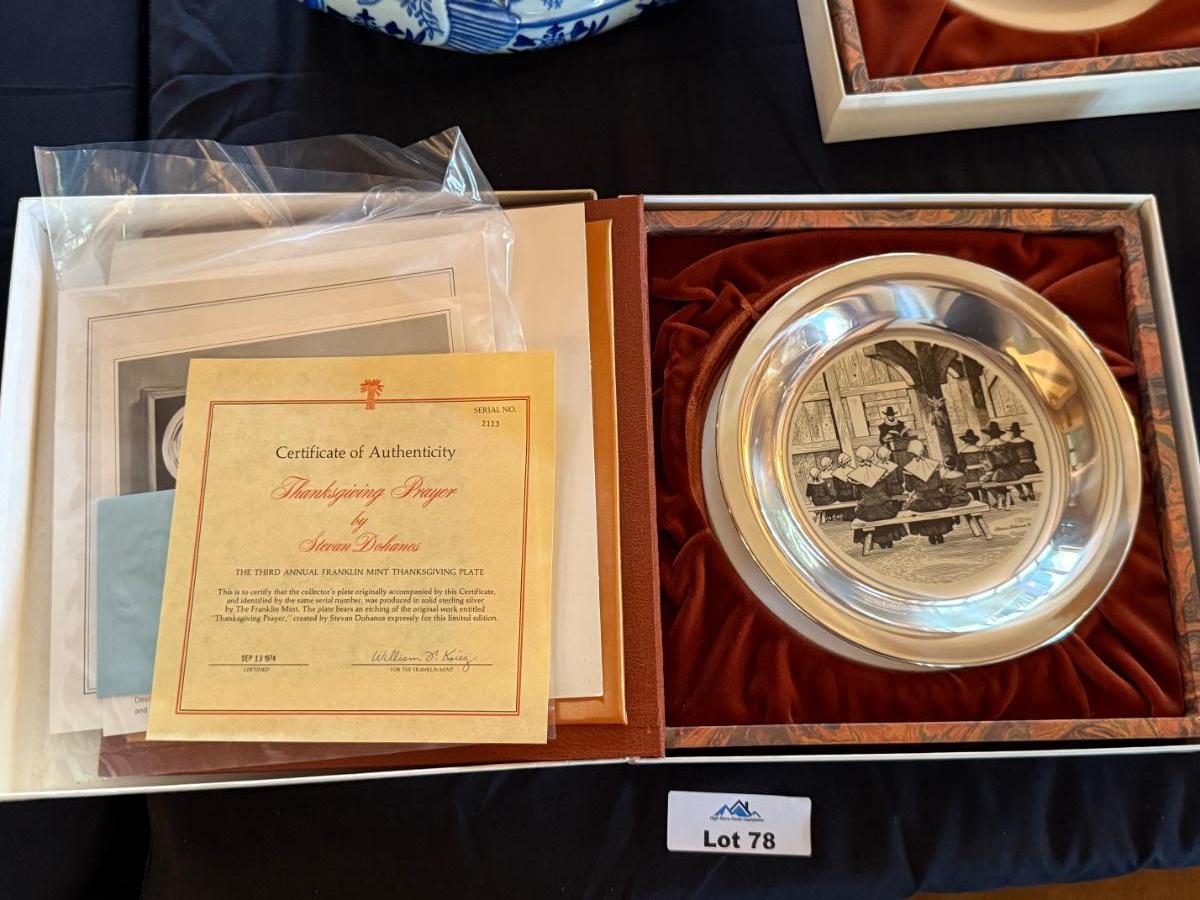 SERIAL NO.
2113
Certificate of Authenticity
Thanksgiving Prayer
by
Stevan Dohanos
THE THIRD ANNUAL FRANKLIN MINT THANKSGIVING PLATE
This is to certify that the collector's plate originally accompanied by this Certificate,
and identified by the same serial number, was produced in solid sterling silver
by The Franklin Mint. The plate bears an etching of the original work entitled
"Thanksgiving Prayer," created by Stevan Dohanos expressly for this limited edition.
SEP 13 1974
CERTIFIED
FOR THE FRANKLIN MINT
and
Lot 78